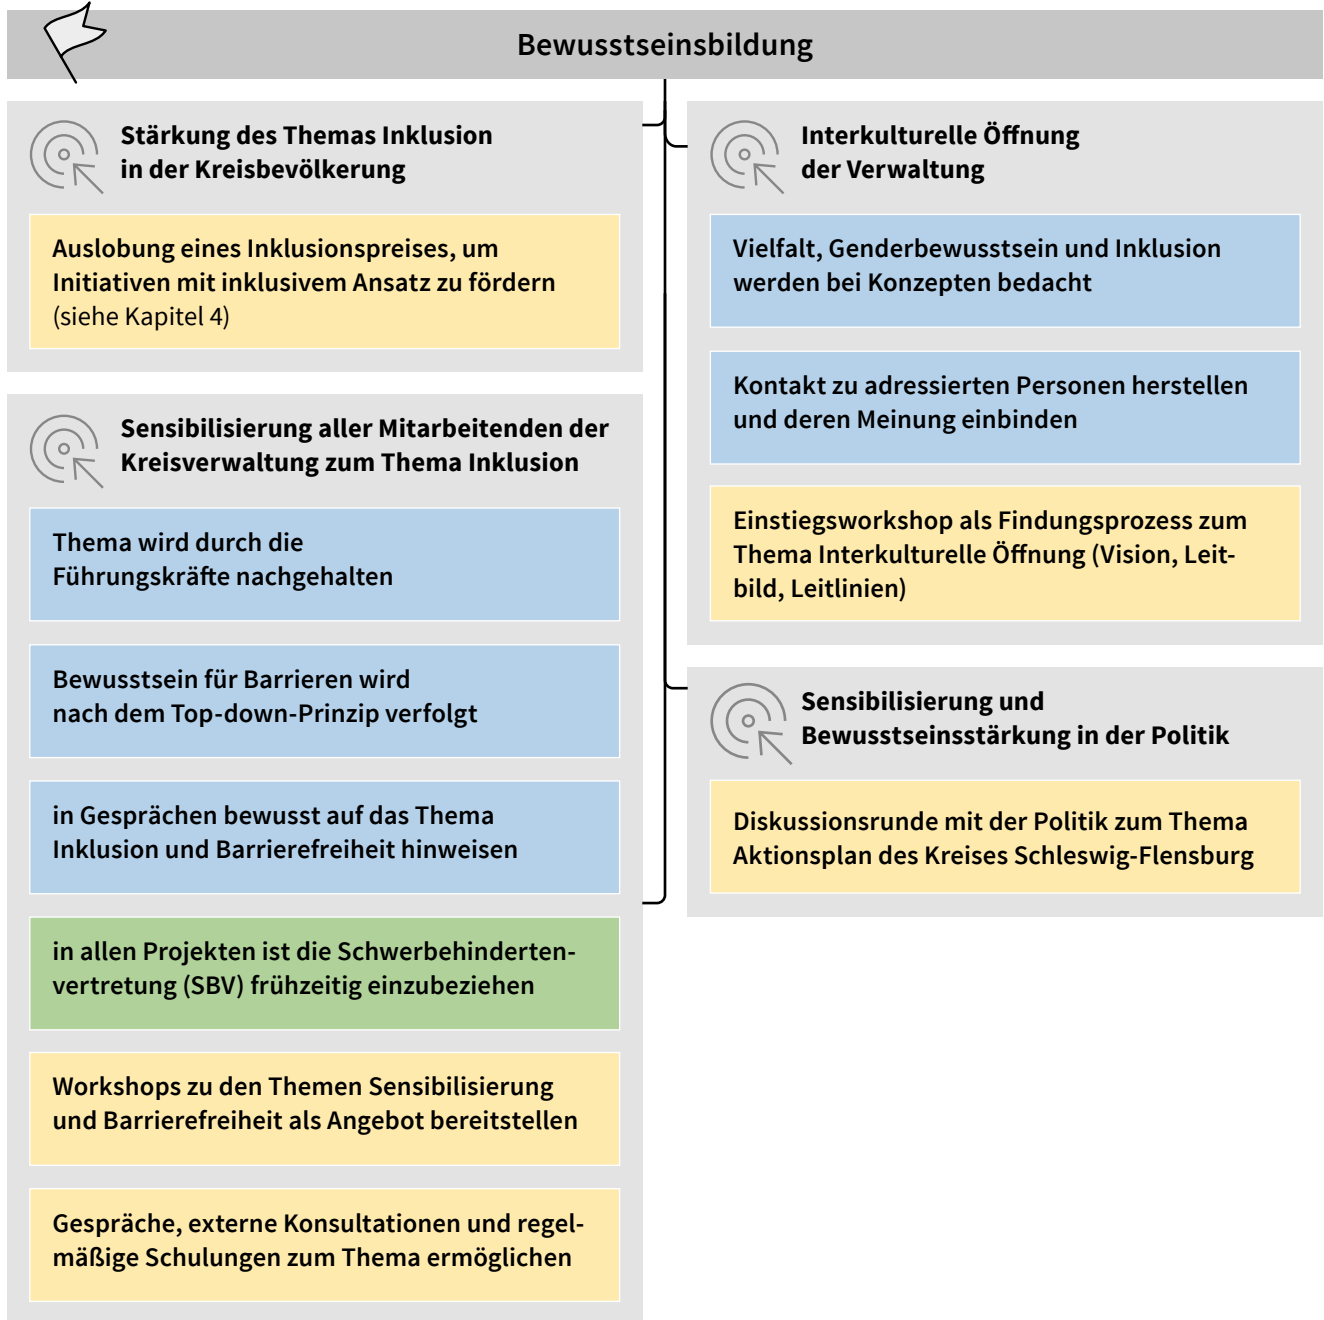 Bewusstseinsbildung
Stärkung des Themas Inklusion
in der Kreisbevölkerung
Auslobung eines Inklusionspreises, um
Initiativen mit inklusivem Ansatz zu fördern
(siehe Kapitel 4)
Sensibilisierung aller Mitarbeitenden der
Kreisverwaltung zum Thema Inklusion
Thema wird durch die
Führungskräfte nachgehalten
Bewusstsein für Barrieren wird
nach dem Top-down-Prinzip verfolgt
in Gesprächen bewusst auf das Thema
Inklusion und Barrierefreiheit hinweisen
in allen Projekten ist die Schwerbehinderten-
vertretung (SBV) frühzeitig einzubeziehen
Workshops zu den Themen Sensibilisierung
und Barrierefreiheit als Angebot bereitstellen
Gespräche, externe Konsultationen und regel-
mäßige Schulungen zum Thema ermöglichen
Interkulturelle Öffnung
der Verwaltung
Vielfalt, Genderbewusstsein und Inklusion
werden bei Konzepten bedacht
Kontakt zu adressierten Personen herstellen
und deren Meinung einbinden
Einstiegsworkshop als Findungsprozess zum
Thema Interkulturelle Öffnung (Vision, Leit-
bild, Leitlinien)
Sensibilisierung und
Bewusstseinsstärkung in der Politik
Diskussionsrunde mit der Politik zum Thema
Aktionsplan des Kreises Schleswig-Flensburg